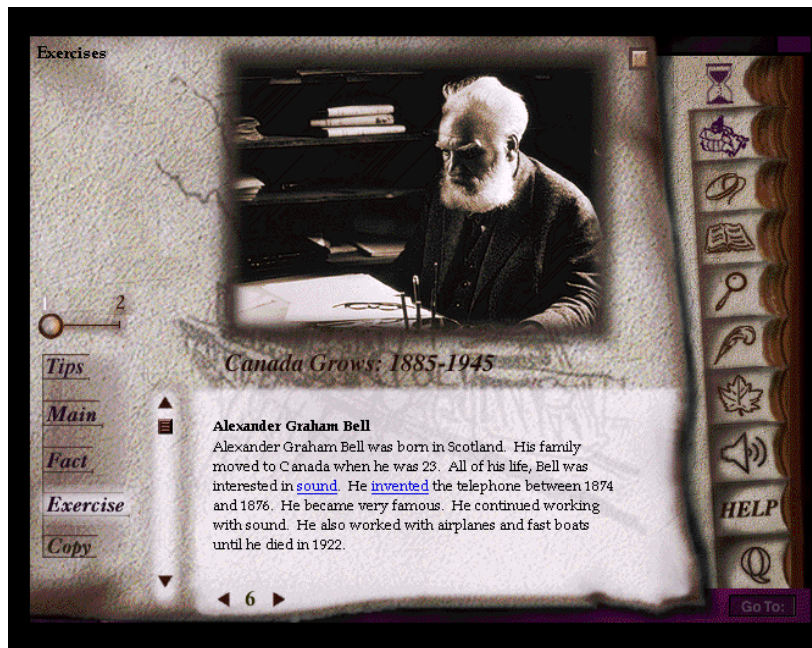 Exercises
2
Tips
Main
Fact
Exercise
Copy
Canada Grows: 1885-1945
Alexander Graham Bell
Alexander Graham Bell was born in Scotland. His family
moved to Canada when he was 23. All of his life, Bell was
interested in sound. He invented the telephone between 1874
and 1876. He became very famous. He continued working
with sound. He also worked with airplanes and fast boats
until he died in 1922.
6
HELP
Q
Go To: